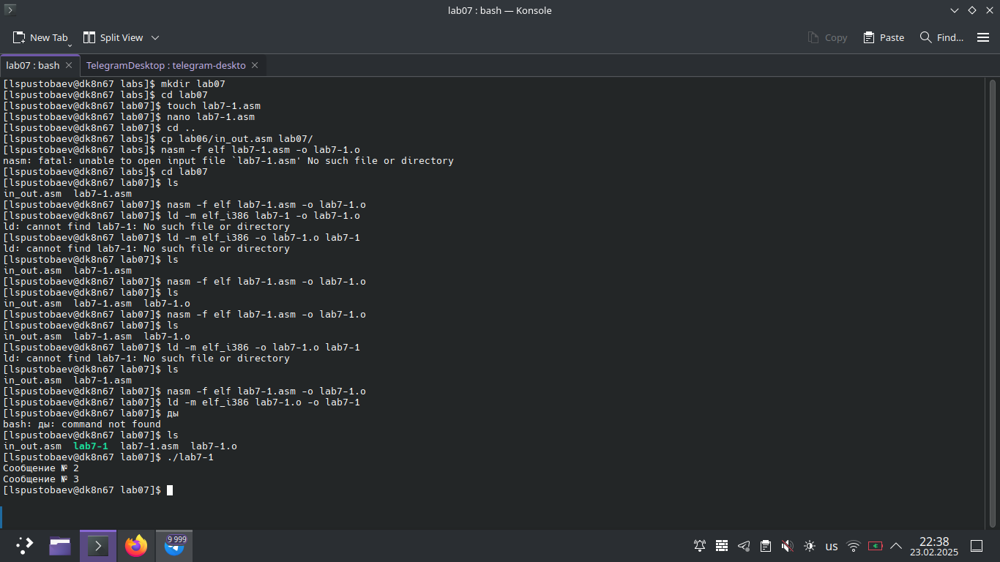 lab07 : bash — Konsole
New Tab
Split View
Copy
Paste
Find...
lab07 : bash
TelegramDesktop : telegram-deskto
[lspustobaev@dk8n67 labs]$ mkdir lab07
[lspustobaev@dk8n67 labs]$ cd lab07
[lspustobaev@dk8n67 lab07]$ touch lab7-1.asm
[lspustobaev@dk8n67 lab07]$ nano lab7-1.asm
[lspustobaev@dk8n67 lab07]$ cd ..
[lspustobaev@dk8n67 labs]$ cp lab06/in_out.asm lab07/
[lspustobaev@dk8n67 labs]$ nasm -f elf lab7-1.asm -o lab7-1.o
nasm: fatal: unable to open input file `lab7-1.asm' No such file or directory
[lspustobaev@dk8n67 labs]$ cd lab07
[lspustobaev@dk8n67 lab07]$ ls
in_out.asm  lab7-1.asm
[lspustobaev@dk8n67 lab07]$ nasm -f elf lab7-1.asm -o lab7-1.o
[lspustobaev@dk8n67 lab07]$ ld -m elf_i386 lab7-1 -o lab7-1.o
ld: cannot find lab7-1: No such file or directory
[lspustobaev@dk8n67 lab07]$ ld -m elf_i386 -o lab7-1.o lab7-1
ld: cannot find lab7-1: No such file or directory
[lspustobaev@dk8n67 lab07]$ ls
in_out.asm  lab7-1.asm
[lspustobaev@dk8n67 lab07]$ nasm -f elf lab7-1.asm -o lab7-1.o
[lspustobaev@dk8n67 lab07]$ ls
in_out.asm  lab7-1.asm  lab7-1.o
[lspustobaev@dk8n67 lab07]$ nasm -f elf lab7-1.asm -o lab7-1.o
[lspustobaev@dk8n67 lab07]$ ls
in_out.asm  lab7-1.asm  lab7-1.o
[lspustobaev@dk8n67 lab07]$ ld -m elf_i386 -o lab7-1.o lab7-1
ld: cannot find lab7-1: No such file or directory
[lspustobaev@dk8n67 lab07]$ ls
in_out.asm  lab7-1.asm
[lspustobaev@dk8n67 lab07]$ nasm -f elf lab7-1.asm -o lab7-1.o
[lspustobaev@dk8n67 lab07]$ ld -m elf_i386 lab7-1.o -o lab7-1
[lspustobaev@dk8n67 lab07]$ ды
bash: ды: command not found
[lspustobaev@dk8n67 lab07]$ ls
in_out.asm  lab7-1  lab7-1.asm  lab7-1.o
[lspustobaev@dk8n67 lab07]$ ./lab7-1
Сообщение № 2
Сообщение № 3
[lspustobaev@dk8n67 lab07]$
9 999
us
22:38
23.02.2025